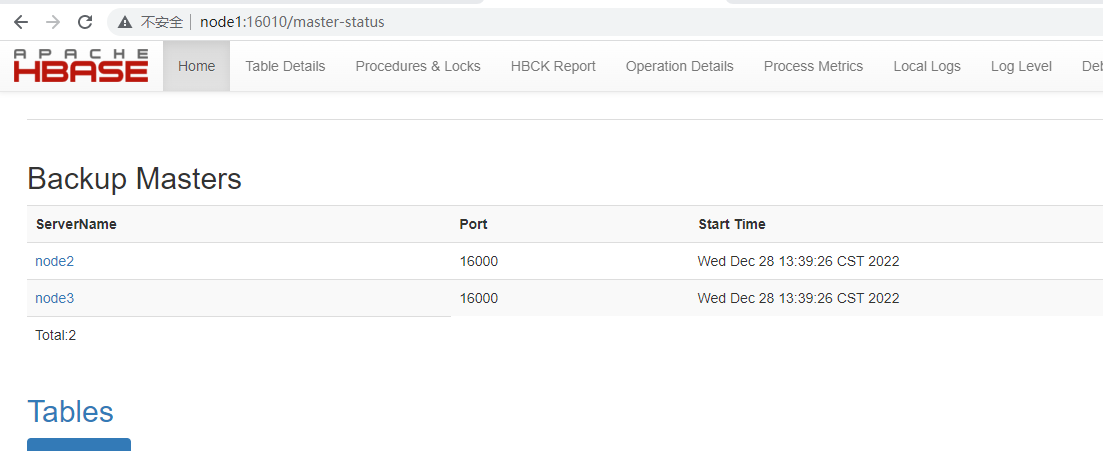 不安全 | node1:16010/master-status
APACHE
HBASE
Home Table Details Procedures & Locks HBCK Report Operation Details Process Metrics Local Logs Log Level Deb
Backup Masters
ServerName Port Start Time
node2 16000 Wed Dec 28 13:39:26 CST 2022
node3 16000 Wed Dec 28 13:39:26 CST 2022
Total:2
Tables